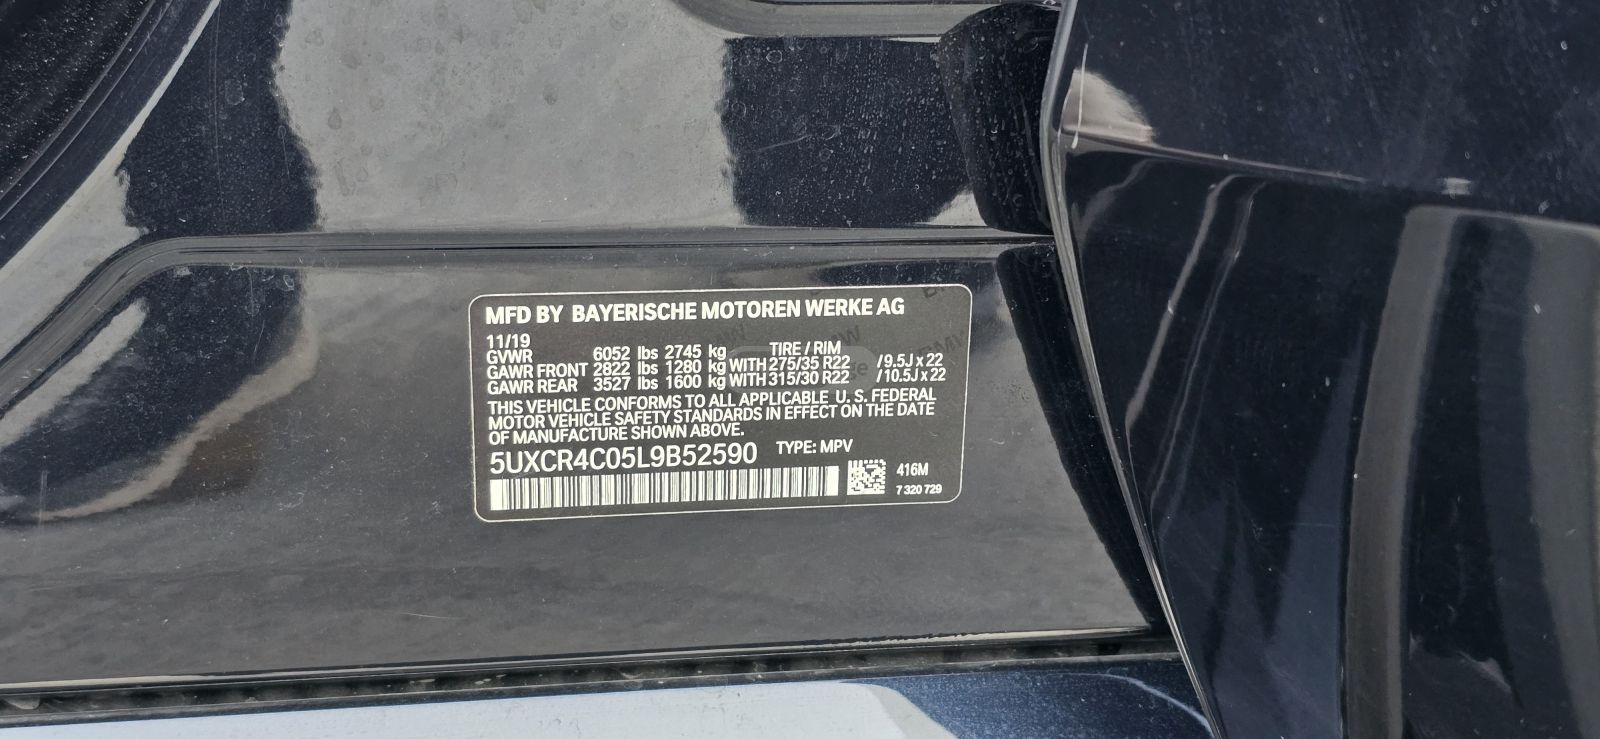 MFD BY BAYERISCHE MOTOREN WERKE AG
11/19
GVWR 6052 lbs 2745 kg TIRE / RIM
GAWR FRONT 2822 lbs 1280 kg WITH 275/35 R22 /9.5J x 22
GAWR REAR 3527 lbs 1600 kg WITH 315/30 R22 /10.5J x 22
THIS VEHICLE CONFORMS TO ALL APPLICABLE U. S. FEDERAL
MOTOR VEHICLE SAFETY STANDARDS IN EFFECT ON THE DATE
OF MANUFACTURE SHOWN ABOVE.
5UXCR4C05L9B52590 TYPE: MPV
416M
7 320 729